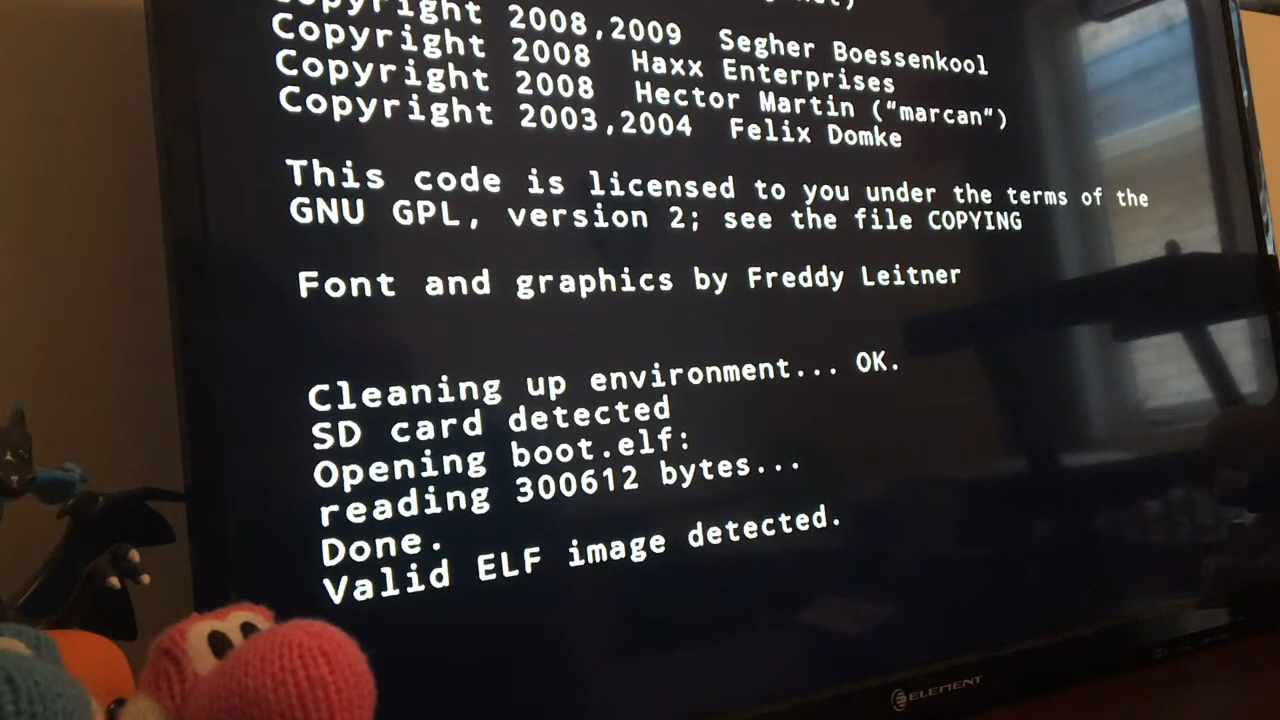 Copyright 2008,2009 Segher Boessenkool
Copyright 2008 Haxx Enterprises
Copyright 2008 Hector Martin ("marcan")
Copyright 2003,2004 Felix Domke
This code is licensed to you under the terms of the
GNU GPL, version 2; see the file COPYING
Font and graphics by Freddy Leitner
Cleaning up environment... OK.
SD card detected
Opening boot.elf:
reading 300612 bytes...
Done.
Valid ELF image detected.
ELEMENT